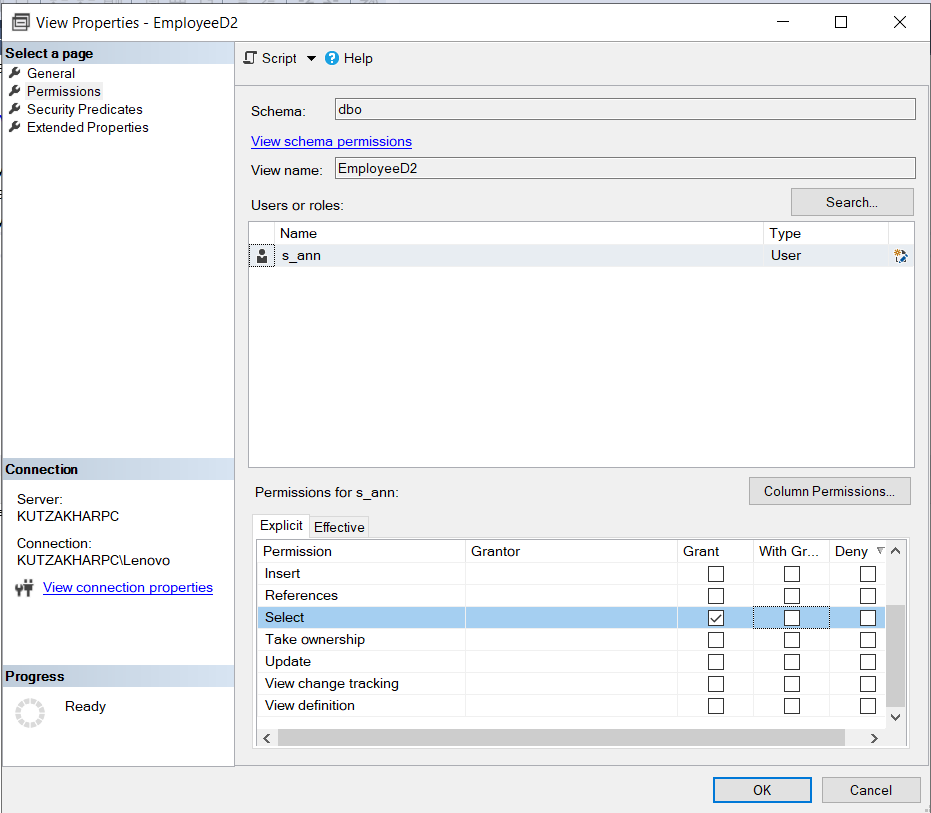 View Properties - EmployeeD2
Select a page
General
Permissions
Security Predicates
Extended Properties
Connection
Server:
KUTZAKHARPC
Connection:
KUTZAKHARPC\Lenovo
View connection properties
Progress
Ready
Script Help
Schema: dbo
View schema permissions
View name: EmployeeD2
Users or roles: Search...
Name Type
s_ann User
Permissions for s_ann: Column Permissions...
Explicit Effective
Permission Grantor Grant With Gr... Deny
Insert
References
Select
Take ownership
Update
View change tracking
View definition
OK Cancel